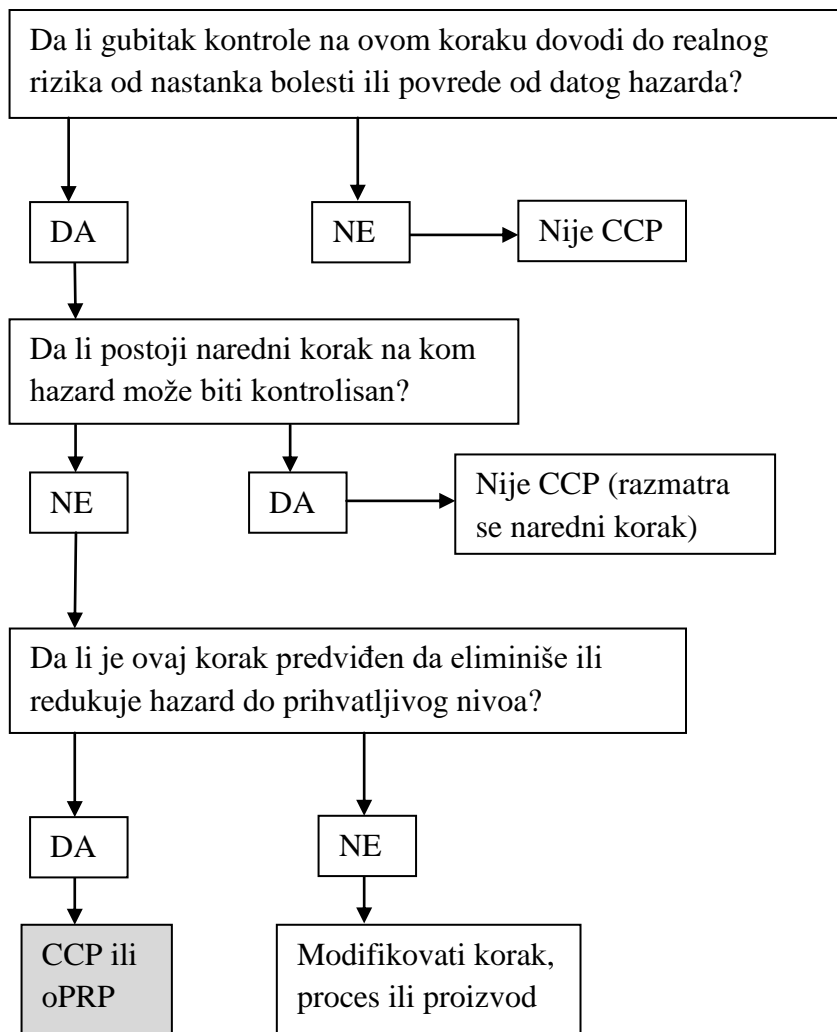 Da li gubitak kontrole na ovom koraku dovodi do realnog
rizika od nastanka bolesti ili povrede od datog hazarda?
DA
NE
Nije CCP
Da li postoji naredni korak na kom
hazard može biti kontrolisan?
NE
DA
Nije CCP (razmatra
se naredni korak)
Da li je ovaj korak predviđen da eliminiše ili
redukuje hazard do prihvatljivog nivoa?
DA
NE
CCP ili
oPRP
Modifikovati korak,
proces ili proizvod